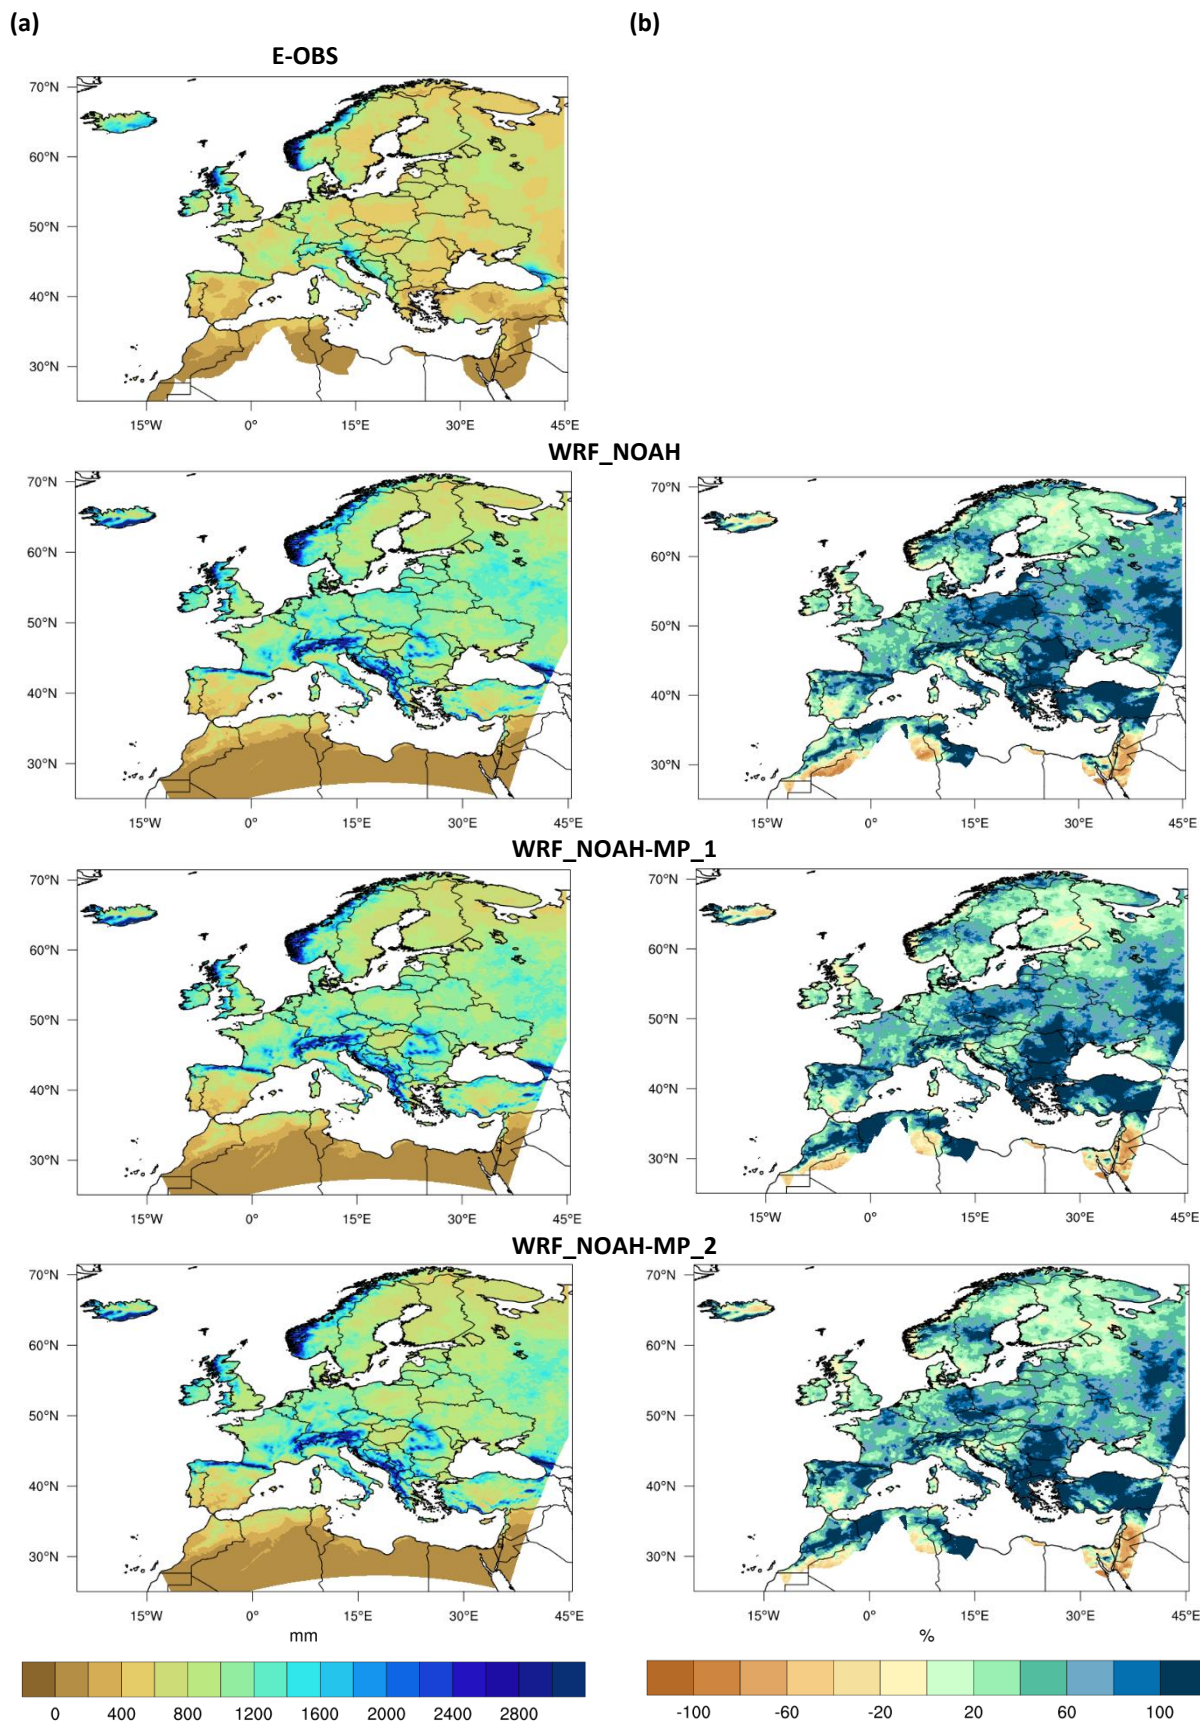 (a) (b)
E-OBS
70°N
60°N
50°N
40°N
30°N
15°W 0° 15°E 30°E 45°E
WRF_NOAH
70°N 70°N
60°N 60°N
50°N 50°N
40°N 40°N
30°N 30°N
15°W 0° 15°E 30°E 45°E 15°W 0° 15°E 30°E 45°E
WRF_NOAH-MP_1
70°N 70°N
60°N 60°N
50°N 50°N
40°N 40°N
30°N 30°N
15°W 0° 15°E 30°E 45°E 15°W 0° 15°E 30°E 45°E
WRF_NOAH-MP_2
70°N 70°N
60°N 60°N
50°N 50°N
40°N 40°N
30°N 30°N
15°W 0° 15°E 30°E 45°E 15°W 0° 15°E 30°E 45°E
mm %
0 400 800 1200 1600 2000 2400 2800 -100 -60 -20 20 60 100